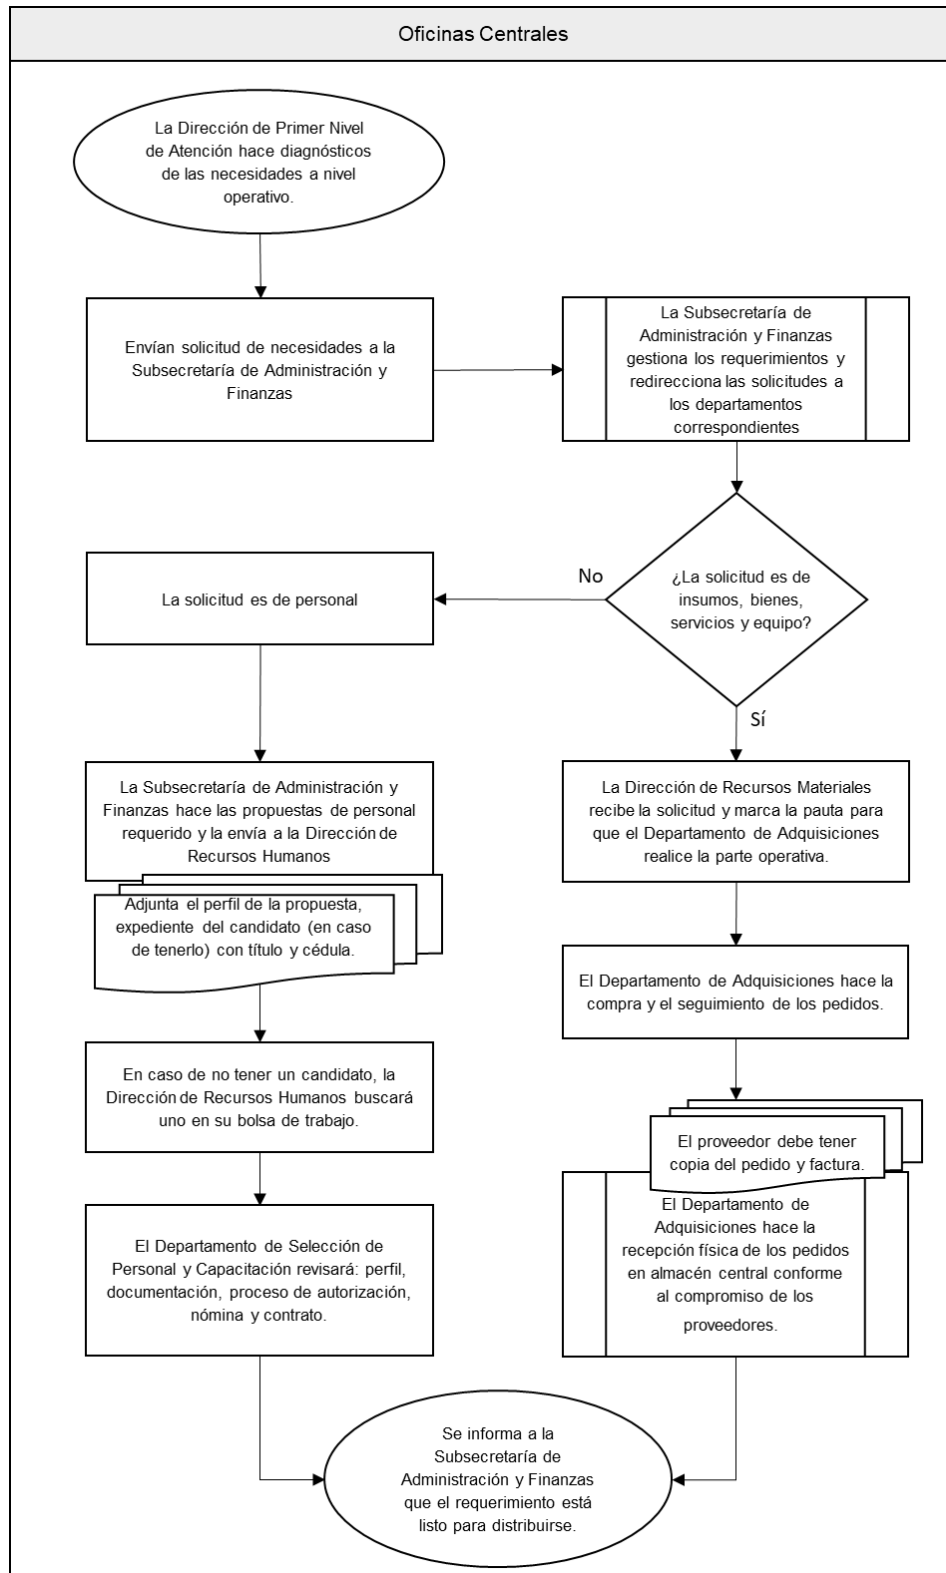 Oficinas Centrales
La Dirección de Primer Nivel
de Atención hace diagnósticos
de las necesidades a nivel
operativo.
Envían solicitud de necesidades a la
Subsecretaría de Administración y
Finanzas
La Subsecretaría de
Administración y Finanzas
gestiona los requerimientos y
redirecciona las solicitudes a
los departamentos
correspondientes
¿La solicitud es de
insumos, bienes,
servicios y equipo?
No
La solicitud es de personal
Sí
La Subsecretaría de Administración y
Finanzas hace las propuestas de personal
requerido y la envía a la Dirección de
Recursos Humanos
Adjunta el perfil de la propuesta,
expediente del candidato (en caso
de tenerlo) con título y cédula.
En caso de no tener un candidato, la
Dirección de Recursos Humanos buscará
uno en su bolsa de trabajo.
El Departamento de Selección de
Personal y Capacitación revisará: perfil,
documentación, proceso de autorización,
nómina y contrato.
La Dirección de Recursos Materiales
recibe la solicitud y marca la pauta para
que el Departamento de Adquisiciones
realice la parte operativa.
El Departamento de Adquisiciones hace la
compra y el seguimiento de los pedidos.
El proveedor debe tener
copia del pedido y factura.
El Departamento de
Adquisiciones hace la
recepción física de los pedidos
en almacén central conforme
al compromiso de los
proveedores.
Se informa a la
Subsecretaría de
Administración y Finanzas
que el requerimiento está
listo para distribuirse.